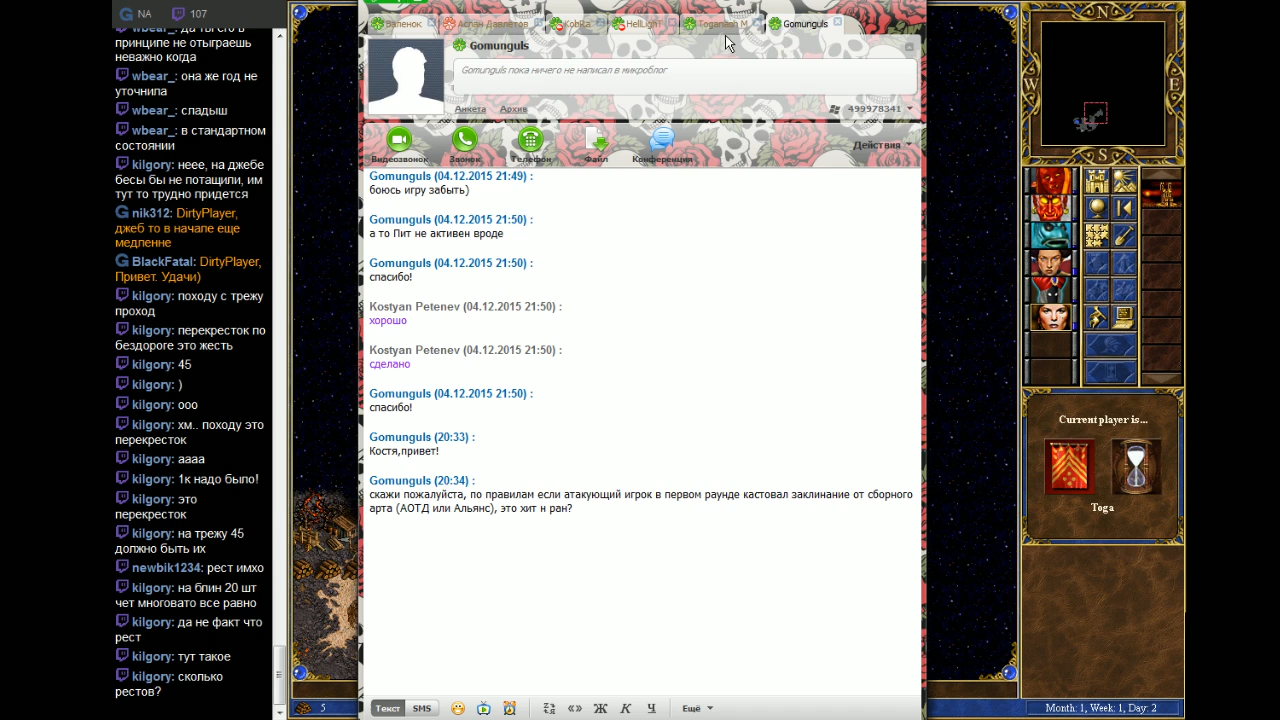 NA 107
wbear_: да ты его в
принципе не отыграешь
неважно когда
wbear_: она же год не
уточнила
wbear_: спадыш
wbear_: в стандартном
состоянии
kilgory: неее, на джебе
бесы бы не потащили, им
тут то трудно придется
nik312: DirtyPlayer,
джеб то в начале еще
медленне
BlackFatal: DirtyPlayer,
Привет. Удачи)
kilgory: походу с трежу
проход
kilgory: перекресток по
бездороге это жесть
kilgory: 45
kilgory: )
kilgory: ооо
kilgory: хм.. походу это
перекресток
kilgory: аааа
kilgory: 1к надо было!
kilgory: это
перекресток
kilgory: на трежу 45
должно быть их
newbik1234: рест имхо
kilgory: на блин 20 шт
чет многовато все равно
kilgory: да не факт что
рест
kilgory: тут такое
kilgory: сколько
рестов?
Валенок Аслан Давлетов KobRa HelLighT Toganash M Gomunguls
Gomunguls
Gomunguls пока ничего не написал в микроблог
Анкета Архив 499978341
Видеозвонок Звонок Телефон Файл Конференция Действия
Gomunguls (04.12.2015 21:49) :
боюсь игру забыть)
Gomunguls (04.12.2015 21:50) :
а то Пит не активен вроде
Gomunguls (04.12.2015 21:50) :
спасибо!
Kostyan Petenev (04.12.2015 21:50) :
хорошо
Kostyan Petenev (04.12.2015 21:50) :
сделано
Gomunguls (04.12.2015 21:50) :
спасибо!
Gomunguls (20:33) :
Костя,привет!
Gomunguls (20:34) :
скажи пожалуйста, по правилам если атакующий игрок в первом раунде кастовал заклинание от сборного
арта (АОТД или Альянс), это хит н ран?
Текст SMS Ж К Ч Ещё
N
W E
S
Current player is...
Toga
5
Month: 1, Week: 1, Day: 2